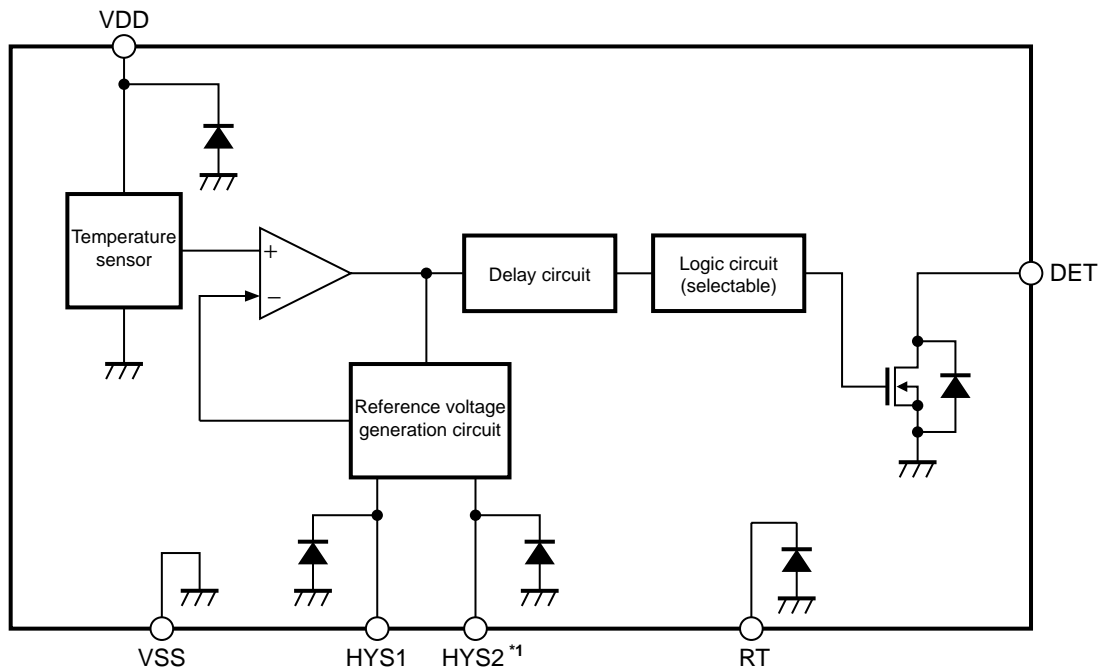 VDD
Temperature
sensor
+
−
Delay circuit
Logic circuit
(selectable)
DET
Reference voltage
generation circuit
VSS
HYS1
HYS2 *1
RT